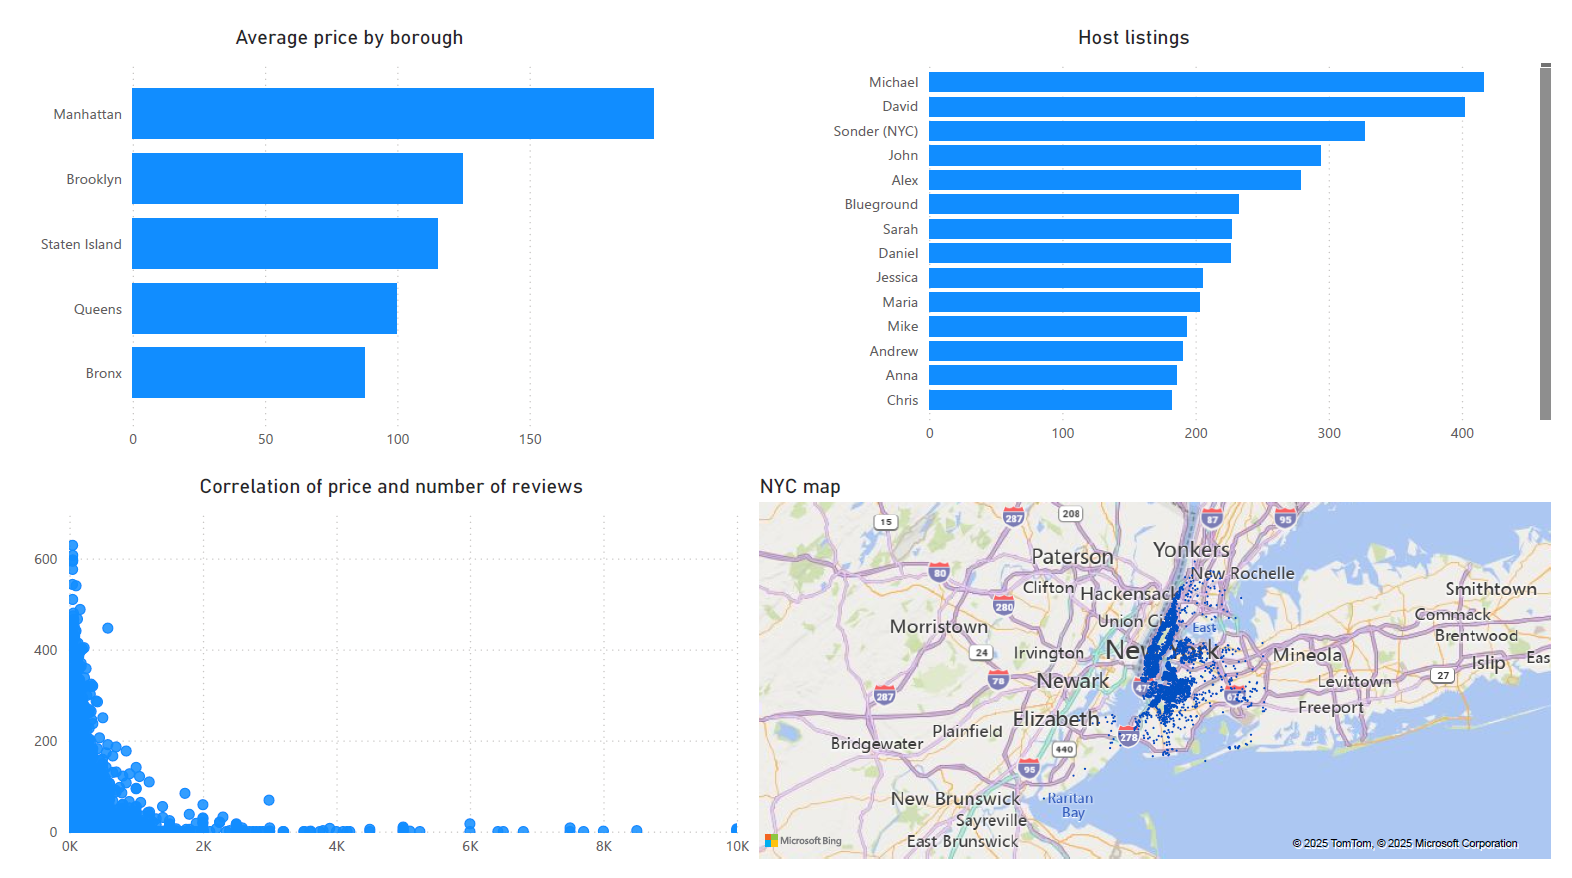 Average price by borough
Manhattan
Brooklyn
Staten Island
Queens
Bronx
0 50 100 150
Host listings
Michael
David
Sonder (NYC)
John
Alex
Blueground
Sarah
Daniel
Jessica
Maria
Mike
Andrew
Anna
Chris
0 100 200 300 400
Correlation of price and number of reviews
600
400
200
0
0K 2K 4K 6K 8K 10K
NYC map
15
287
208
87
95
Paterson
Yonkers
80
New Rochelle
Clifton
Hackensack
Smithtown
280
Commack
Morristown
Union Ci
East
Brentwood
24
Irvington
New York
Mineola
Islip
Eas
78
Newark
Levittown
27
287
Freeport
Elizabeth
Plainfield
278
Bridgewater
440
95
New Brunswick
Raritan
Bay
Sayreville
East Brunswick
Microsoft Bing
© 2025 TomTom, © 2025 Microsoft Corporation